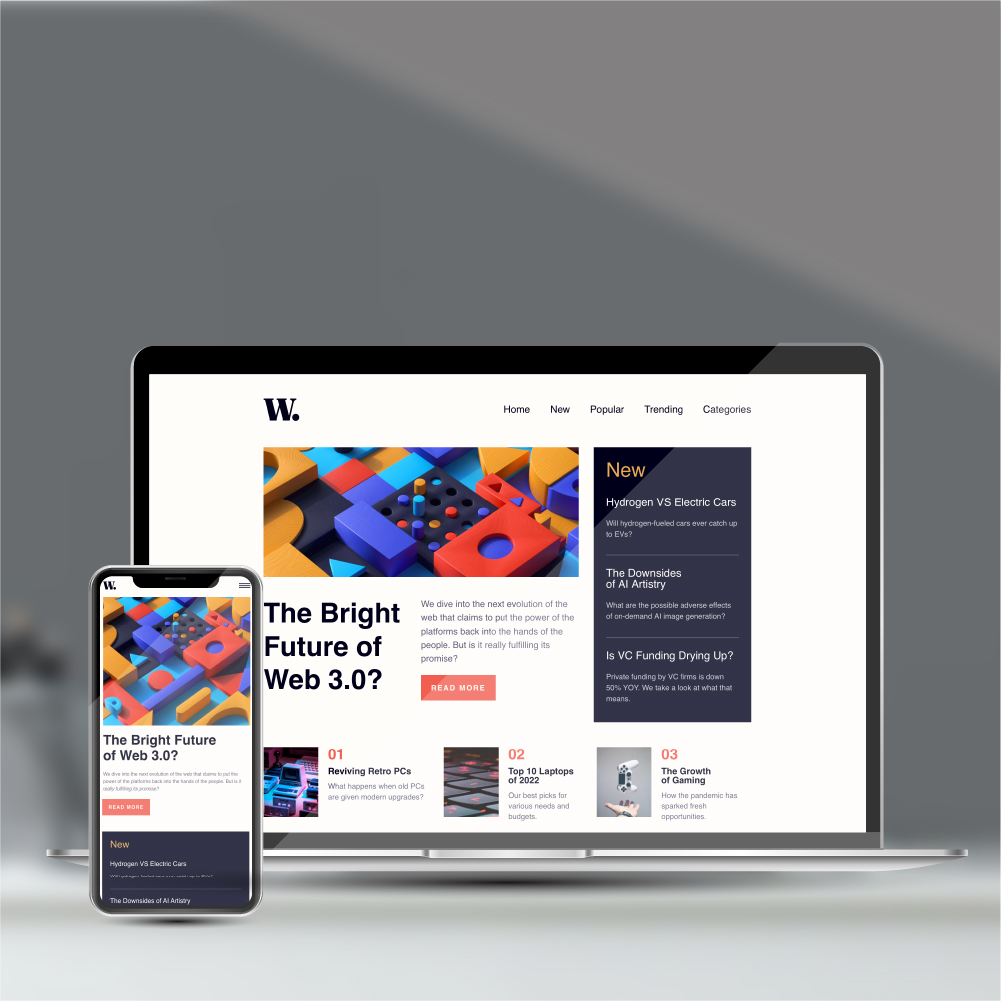 W.
Home New Popular Trending Categories
The Bright
Future of
Web 3.0?
We dive into the next evolution of the
web that claims to put the power of the
platforms back into the hands of the
people. But is it really fulfilling its
promise?
READ MORE
New
Hydrogen VS Electric Cars
Will hydrogen-fueled cars ever catch up
to EVs?
The Downsides
of AI Artistry
What are the possible adverse effects
of on-demand AI image generation?
Is VC Funding Drying Up?
Private funding by VC firms is down
50% YOY. We take a look at what that
means.
01
Reviving Retro PCs
What happens when old PCs
are given modern upgrades?
02
Top 10 Laptops
of 2022
Our best picks for
various needs and
budgets.
03
The Growth
of Gaming
How the pandemic has
sparked fresh
opportunities.
W.
The Bright Future
of Web 3.0?
We dive into the next evolution of the web that claims to put the
power of the platforms back into the hands of the people. But is it
really fulfilling its promise?
READ MORE
New
Hydrogen VS Electric Cars
The Downsides of AI Artistry